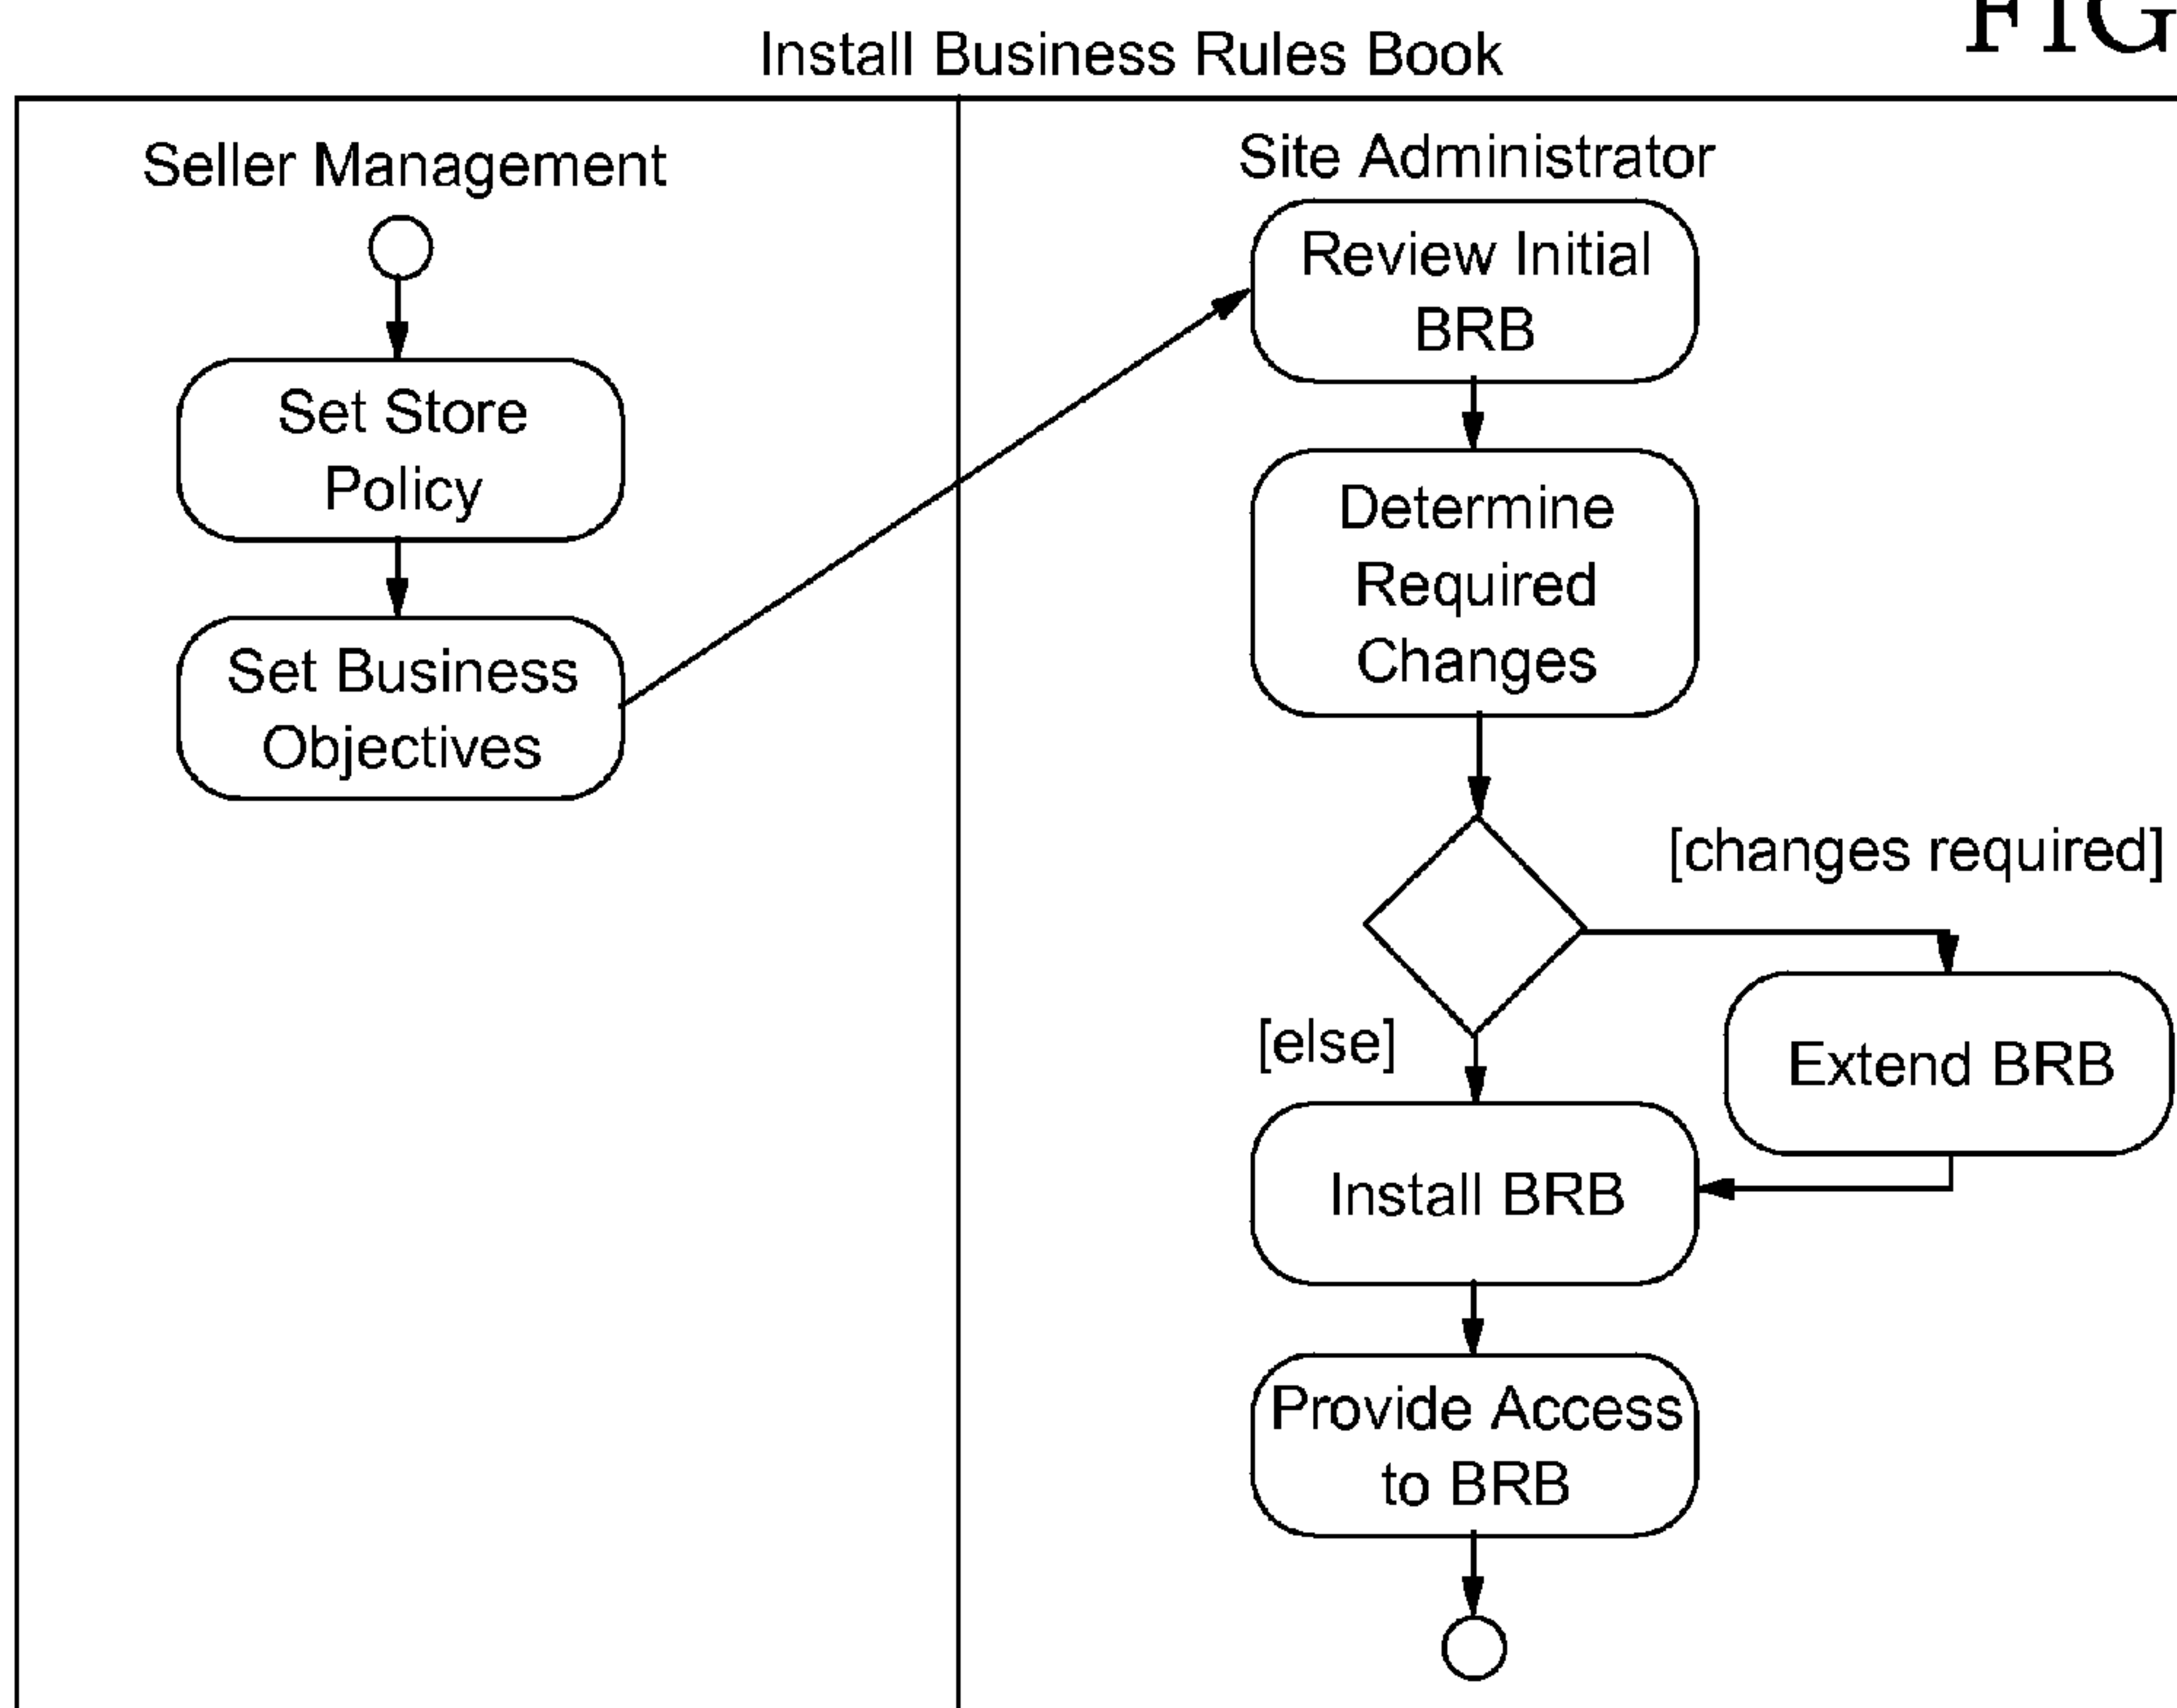 FIG
Install Business Rules Book
Seller Management
Set Store
Policy
Set Business
Objectives
Site Administrator
Review Initial
BRB
Determine
Required
Changes
[changes required]
[else]
Extend BRB
Install BRB
Provide Access
to BRB